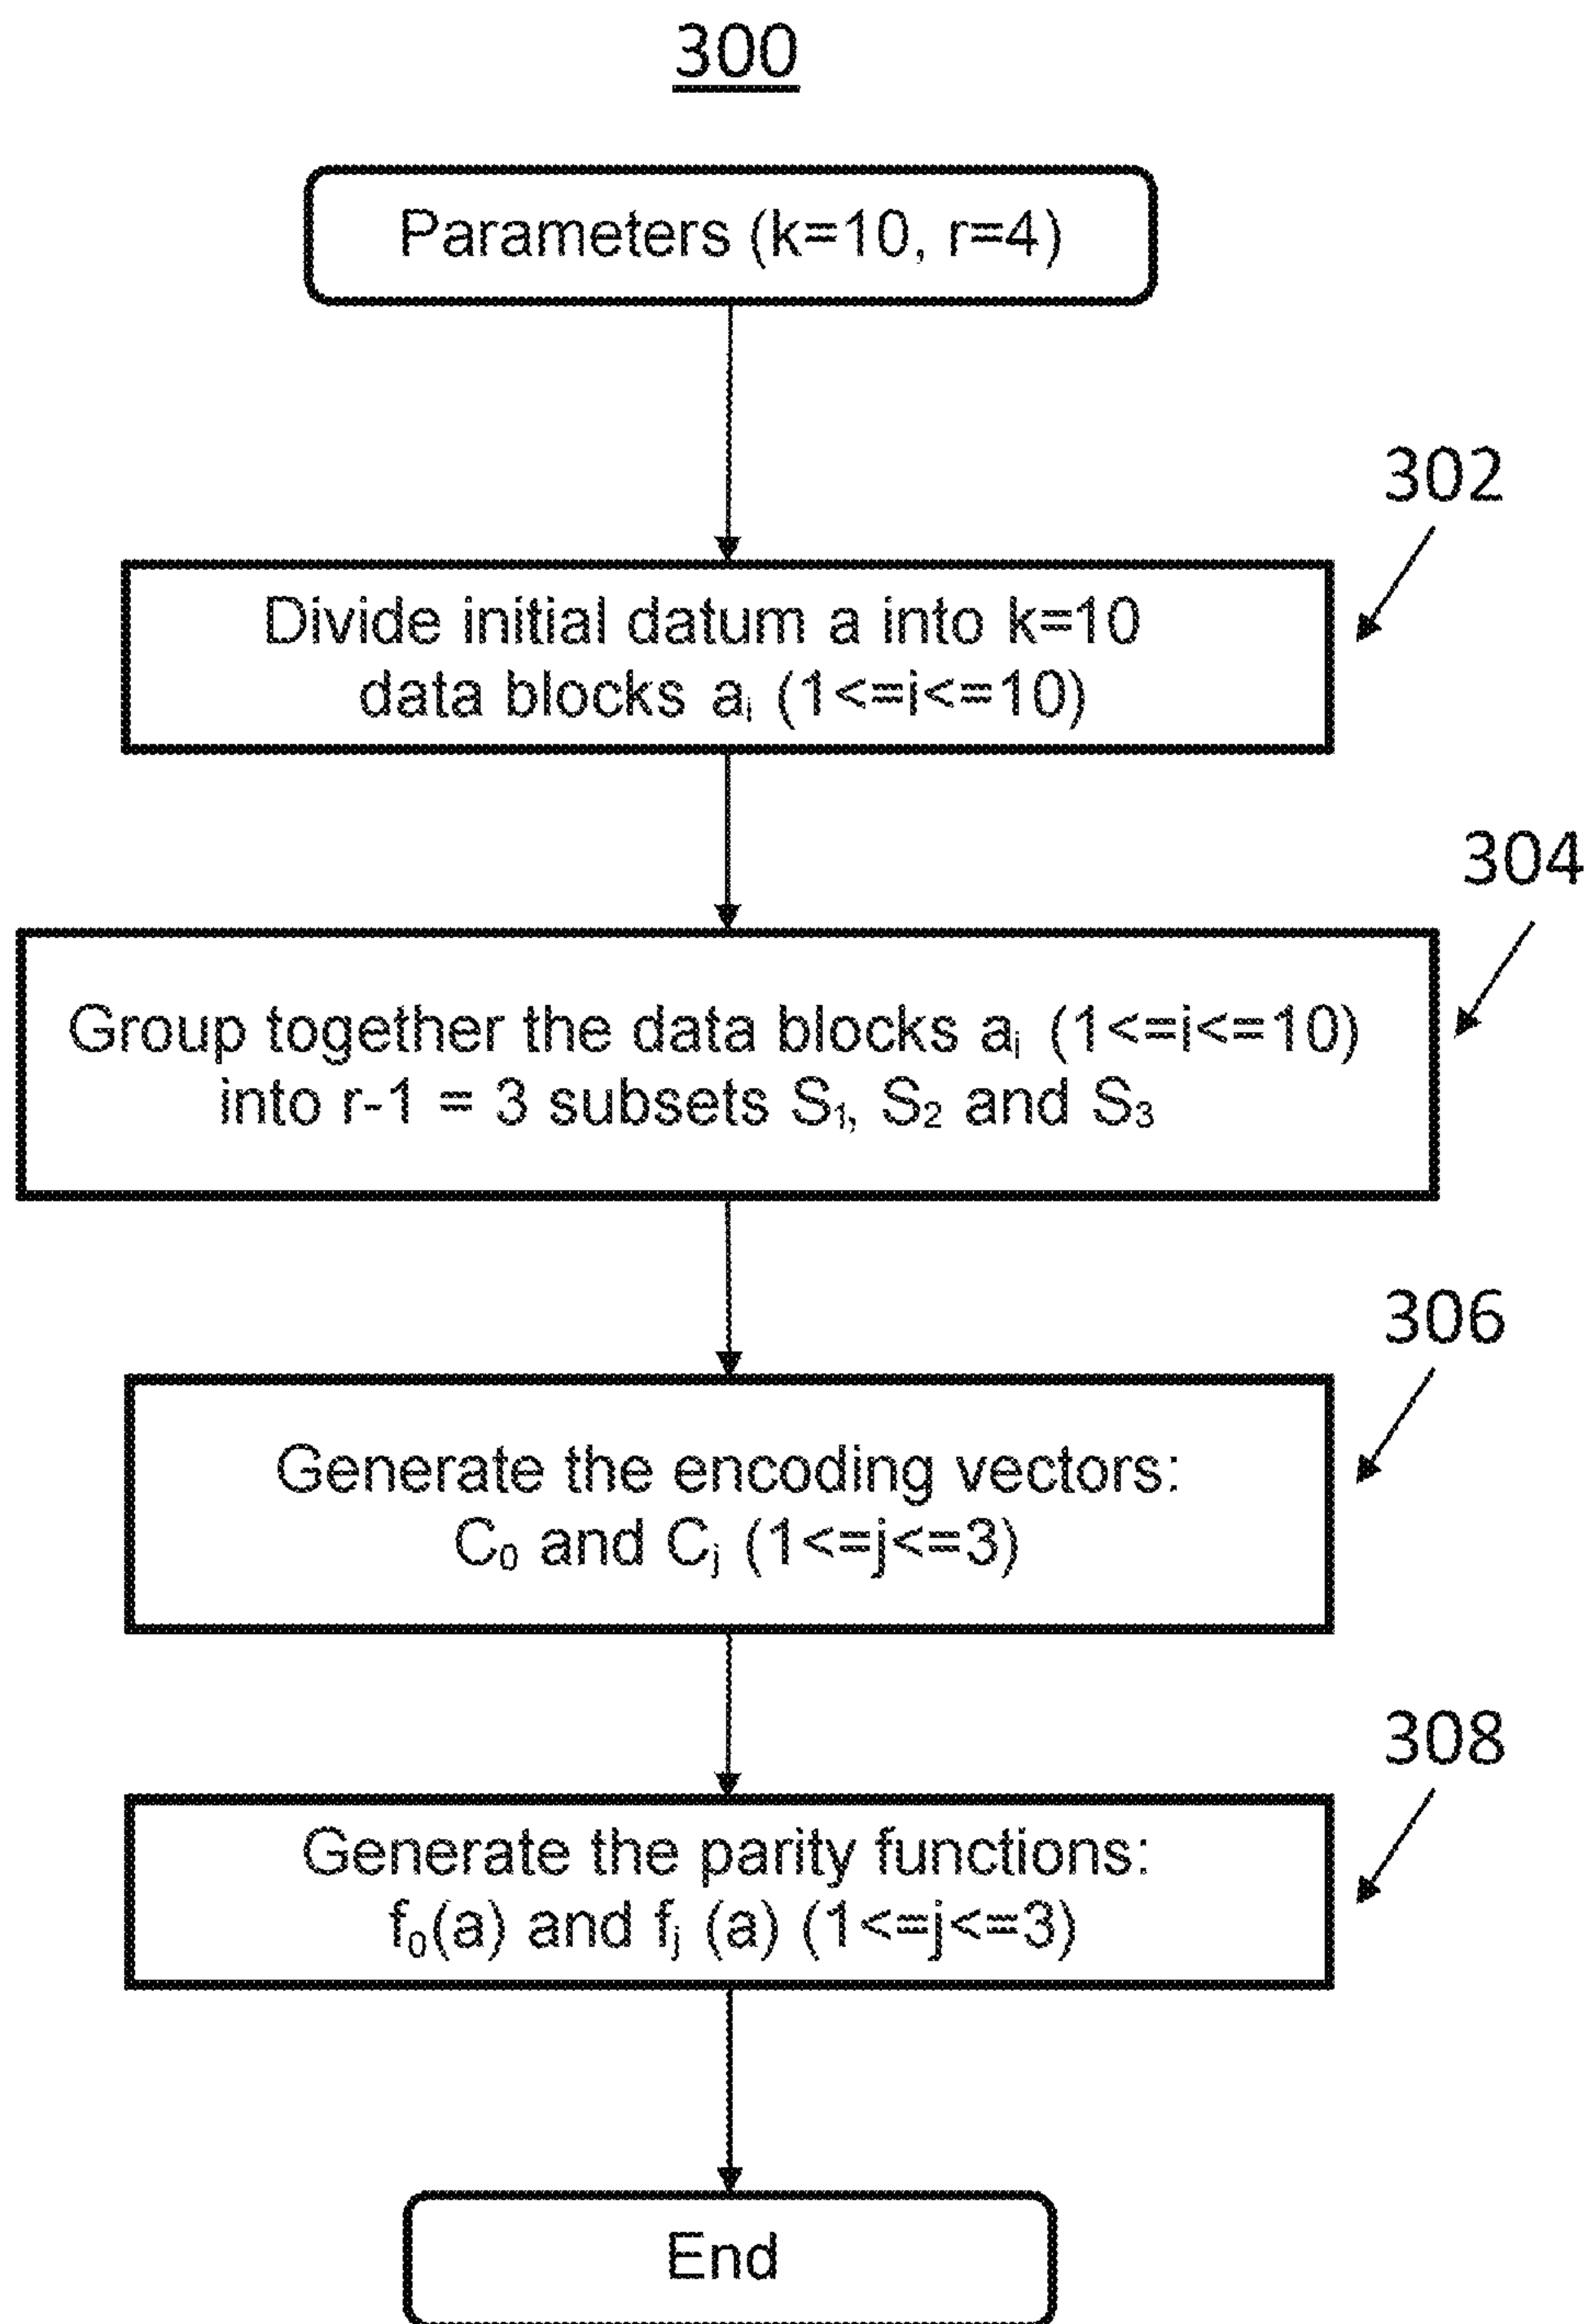 300
Parameters (k=10, r=4)
302
Divide initial datum a into k=10
data blocks aᵢ (1<=i<=10)
304
Group together the data blocks aᵢ (1<=i<=10)
into r-1 = 3 subsets S₁, S₂ and S₃
306
Generate the encoding vectors:
C₀ and Cⱼ (1<=j<=3)
308
Generate the parity functions:
f₀(a) and fⱼ (a) (1<=j<=3)
End